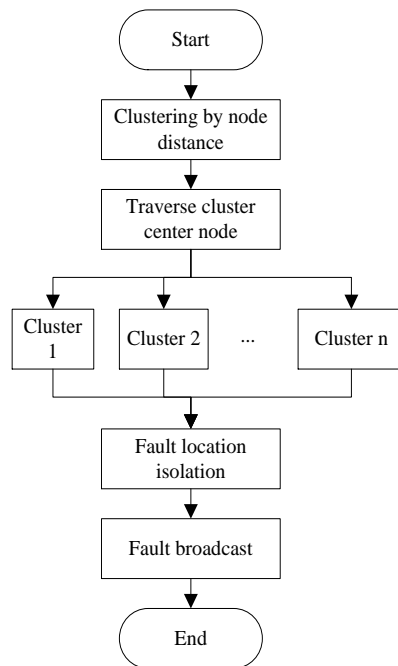 Start
Clustering by node
distance
Traverse cluster
center node
Cluster
1
Cluster 2
...
Cluster n
Fault location
isolation
Fault broadcast
End